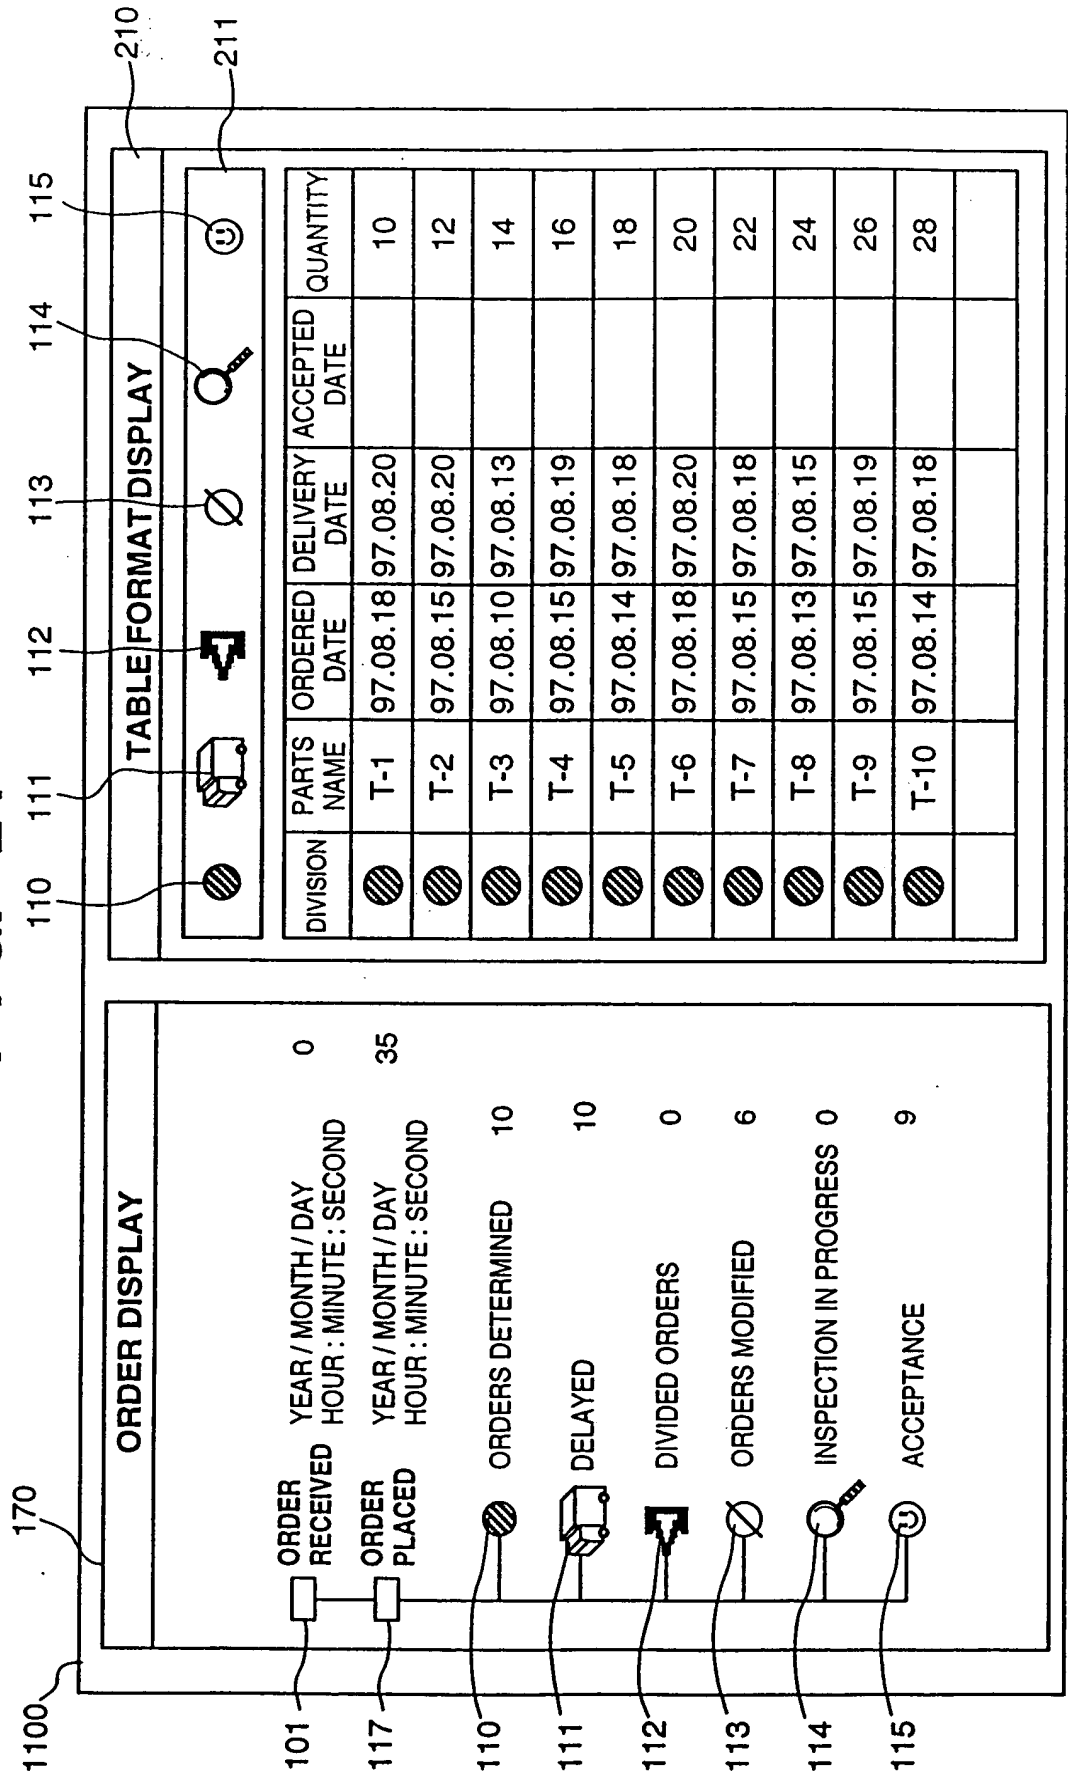 1100
170
ORDER DISPLAY
ORDER RECEIVED YEAR / MONTH / DAY 0
HOUR : MINUTE : SECOND
ORDER PLACED YEAR / MONTH / DAY 35
HOUR : MINUTE : SECOND
ORDERS DETERMINED 10
DELAYED 10
DIVIDED ORDERS 0
ORDERS MODIFIED 6
INSPECTION IN PROGRESS 0
ACCEPTANCE 9
101
117
110
111
112
113
114
115
110
111
112
113
114
115
210
211
TABLE FORMAT DISPLAY
DIVISION PARTS NAME ORDERED DATE DELIVERY DATE ACCEPTED DATE QUANTITY
T-1 97.08.18 97.08.20 10
T-2 97.08.15 97.08.20 12
T-3 97.08.10 97.08.13 14
T-4 97.08.15 97.08.19 16
T-5 97.08.14 97.08.18 18
T-6 97.08.18 97.08.20 20
T-7 97.08.15 97.08.18 22
T-8 97.08.13 97.08.15 24
T-9 97.08.15 97.08.19 26
T-10 97.08.14 97.08.18 28